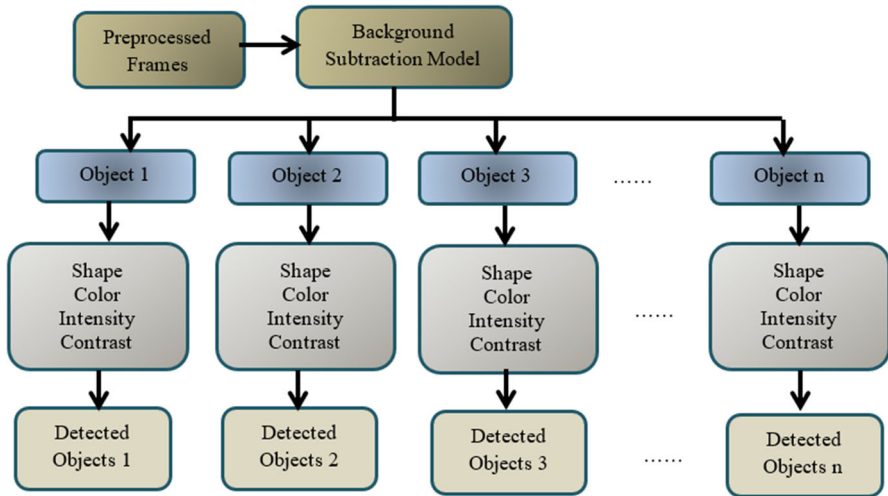 Preprocessed
Frames
Background
Subtraction Model
Object 1
Object 2
Object 3
......
Object n
Shape
Color
Intensity
Contrast
Shape
Color
Intensity
Contrast
Shape
Color
Intensity
Contrast
......
Shape
Color
Intensity
Contrast
Detected
Objects 1
Detected
Objects 2
Detected
Objects 3
......
Detected
Objects n